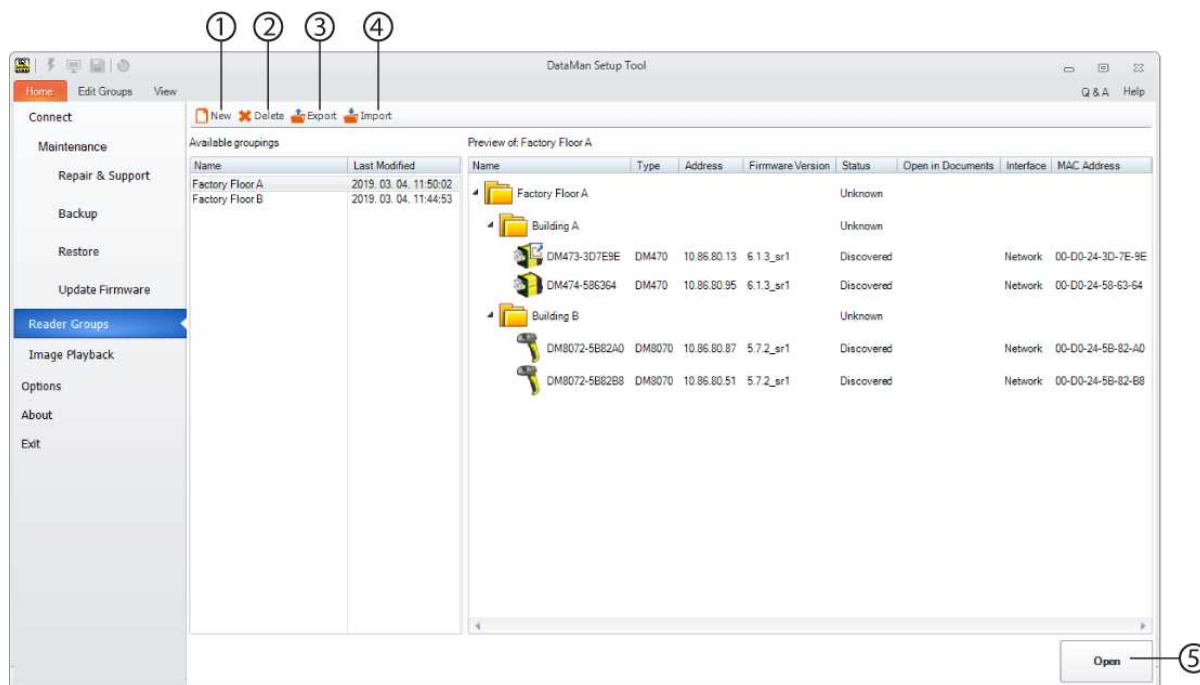 1 2 3 4
DataMan Setup Tool
Home Edit Groups View Q & A Help
Connect
Maintenance
Repair & Support
Backup
Restore
Update Firmware
Reader Groups
Image Playback
Options
About
Exit
New Delete Export Import
Available groupings
Name Last Modified
Factory Floor A 2019. 03. 04. 11:50:02
Factory Floor B 2019. 03. 04. 11:44:53
Preview of: Factory Floor A
Name Type Address Firmware Version Status Open in Documents Interface MAC Address
Factory Floor A Unknown
Building A Unknown
DM473-3D7E9E DM470 10.86.80.13 6.1.3_sr1 Discovered Network 00-D0-24-3D-7E-9E
DM474-586364 DM470 10.86.80.95 6.1.3_sr1 Discovered Network 00-D0-24-58-63-64
Building B Unknown
DM8072-5B82A0 DM8070 10.86.80.87 5.7.2_sr1 Discovered Network 00-D0-24-5B-82-A0
DM8072-5B82B8 DM8070 10.86.80.51 5.7.2_sr1 Discovered Network 00-D0-24-5B-82-B8
Open 5